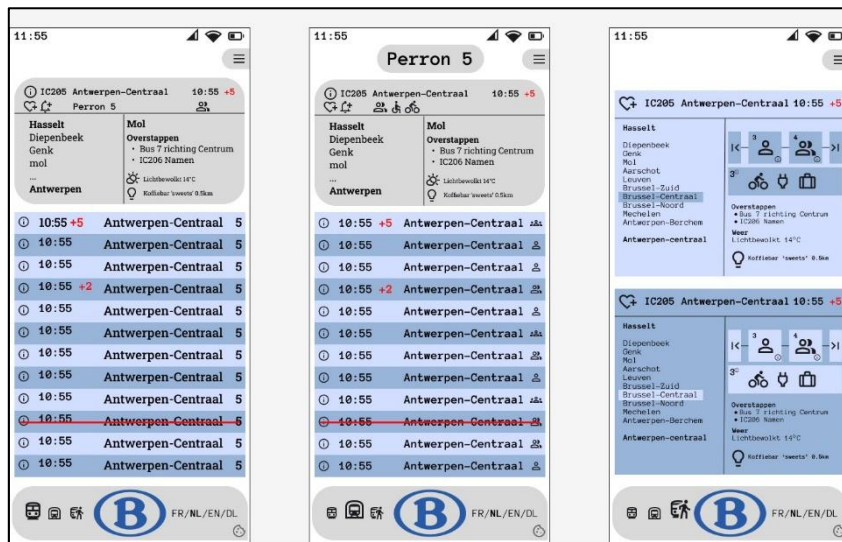 11:55
IC205 Antwerpen-Centraal 10:55 +5
Perron 5
Hasselt
Diepenbeek
Genk
mol
...
Antwerpen
Mol
Overstappen
• Bus 7 richting Centrum
• IC206 Namen
Lichtbewolkt 14°C
Koffiebar 'sweets' 0.5km
10:55 +5 Antwerpen-Centraal 5
10:55 Antwerpen-Centraal 5
10:55 Antwerpen-Centraal 5
10:55 +2 Antwerpen-Centraal 5
10:55 Antwerpen-Centraal 5
10:55 Antwerpen-Centraal 5
10:55 Antwerpen-Centraal 5
10:55 Antwerpen-Centraal 5
10:55 Antwerpen-Centraal 5
10:55 Antwerpen-Centraal 5
10:55 Antwerpen-Centraal 5
10:55 Antwerpen-Centraal 5
B FR/NL/EN/DL
11:55
Perron 5
IC205 Antwerpen-Centraal 10:55 +5
Hasselt
Diepenbeek
Genk
mol
...
Antwerpen
Mol
Overstappen
• Bus 7 richting Centrum
• IC206 Namen
Lichtbewolkt 14°C
Koffiebar 'sweets' 0.5km
10:55 +5 Antwerpen-Centraal
10:55 Antwerpen-Centraal
10:55 Antwerpen-Centraal
10:55 +2 Antwerpen-Centraal
10:55 Antwerpen-Centraal
10:55 Antwerpen-Centraal
10:55 Antwerpen-Centraal
10:55 Antwerpen-Centraal
10:55 Antwerpen-Centraal
10:55 Antwerpen-Centraal
10:55 Antwerpen-Centraal
10:55 Antwerpen-Centraal
B FR/NL/EN/DL
11:55
IC205 Antwerpen-Centraal 10:55 +5
Hasselt
Diepenbeek
Genk
Mol
Aarschot
Leuven
Brussel-Zuid
Brussel-Centraal
Brussel-Noord
Mechelen
Antwerpen-Berchem
Antwerpen-centraal
3 4
3°
Overstappen
• Bus 7 richting Centrum
• IC206 Namen
Weer
Lichtbewolkt 14°C
Koffiebar 'sweets' 0.5km
IC205 Antwerpen-Centraal 10:55 +5
Hasselt
Diepenbeek
Genk
Mol
Aarschot
Leuven
Brussel-Zuid
Brussel-Centraal
Brussel-Noord
Mechelen
Antwerpen-Berchem
Antwerpen-centraal
3 4
3°
Overstappen
• Bus 7 richting Centrum
• IC206 Namen
Weer
Lichtbewolkt 14°C
Koffiebar 'sweets' 0.5km
B FR/NL/EN/DL